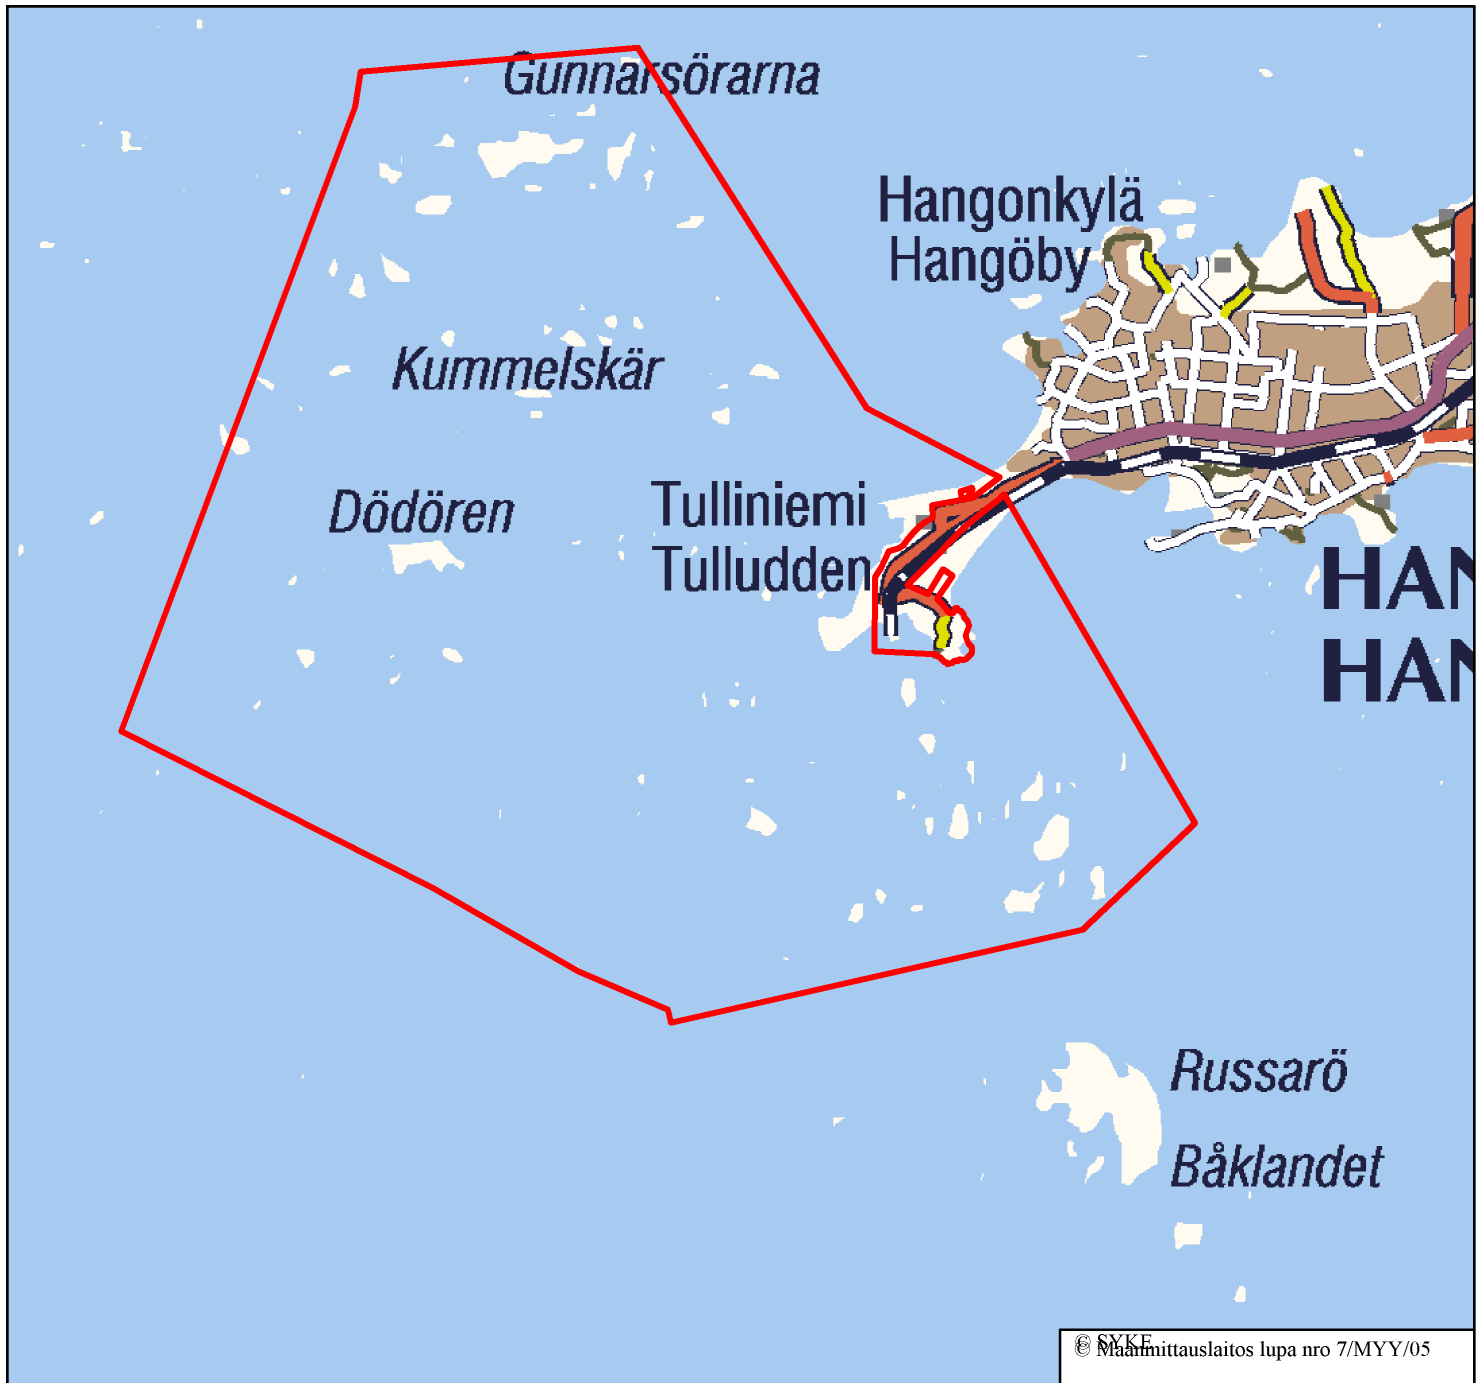 Gunnarsörarna
Hangonkylä
Hangöby
Kummelskär
Dödören
Tulliniemi
Tulludden
HAN
HAN
Russarö
Båklandet
© SYKE
© Maanmittauslaitos lupa nro 7/MYY/05